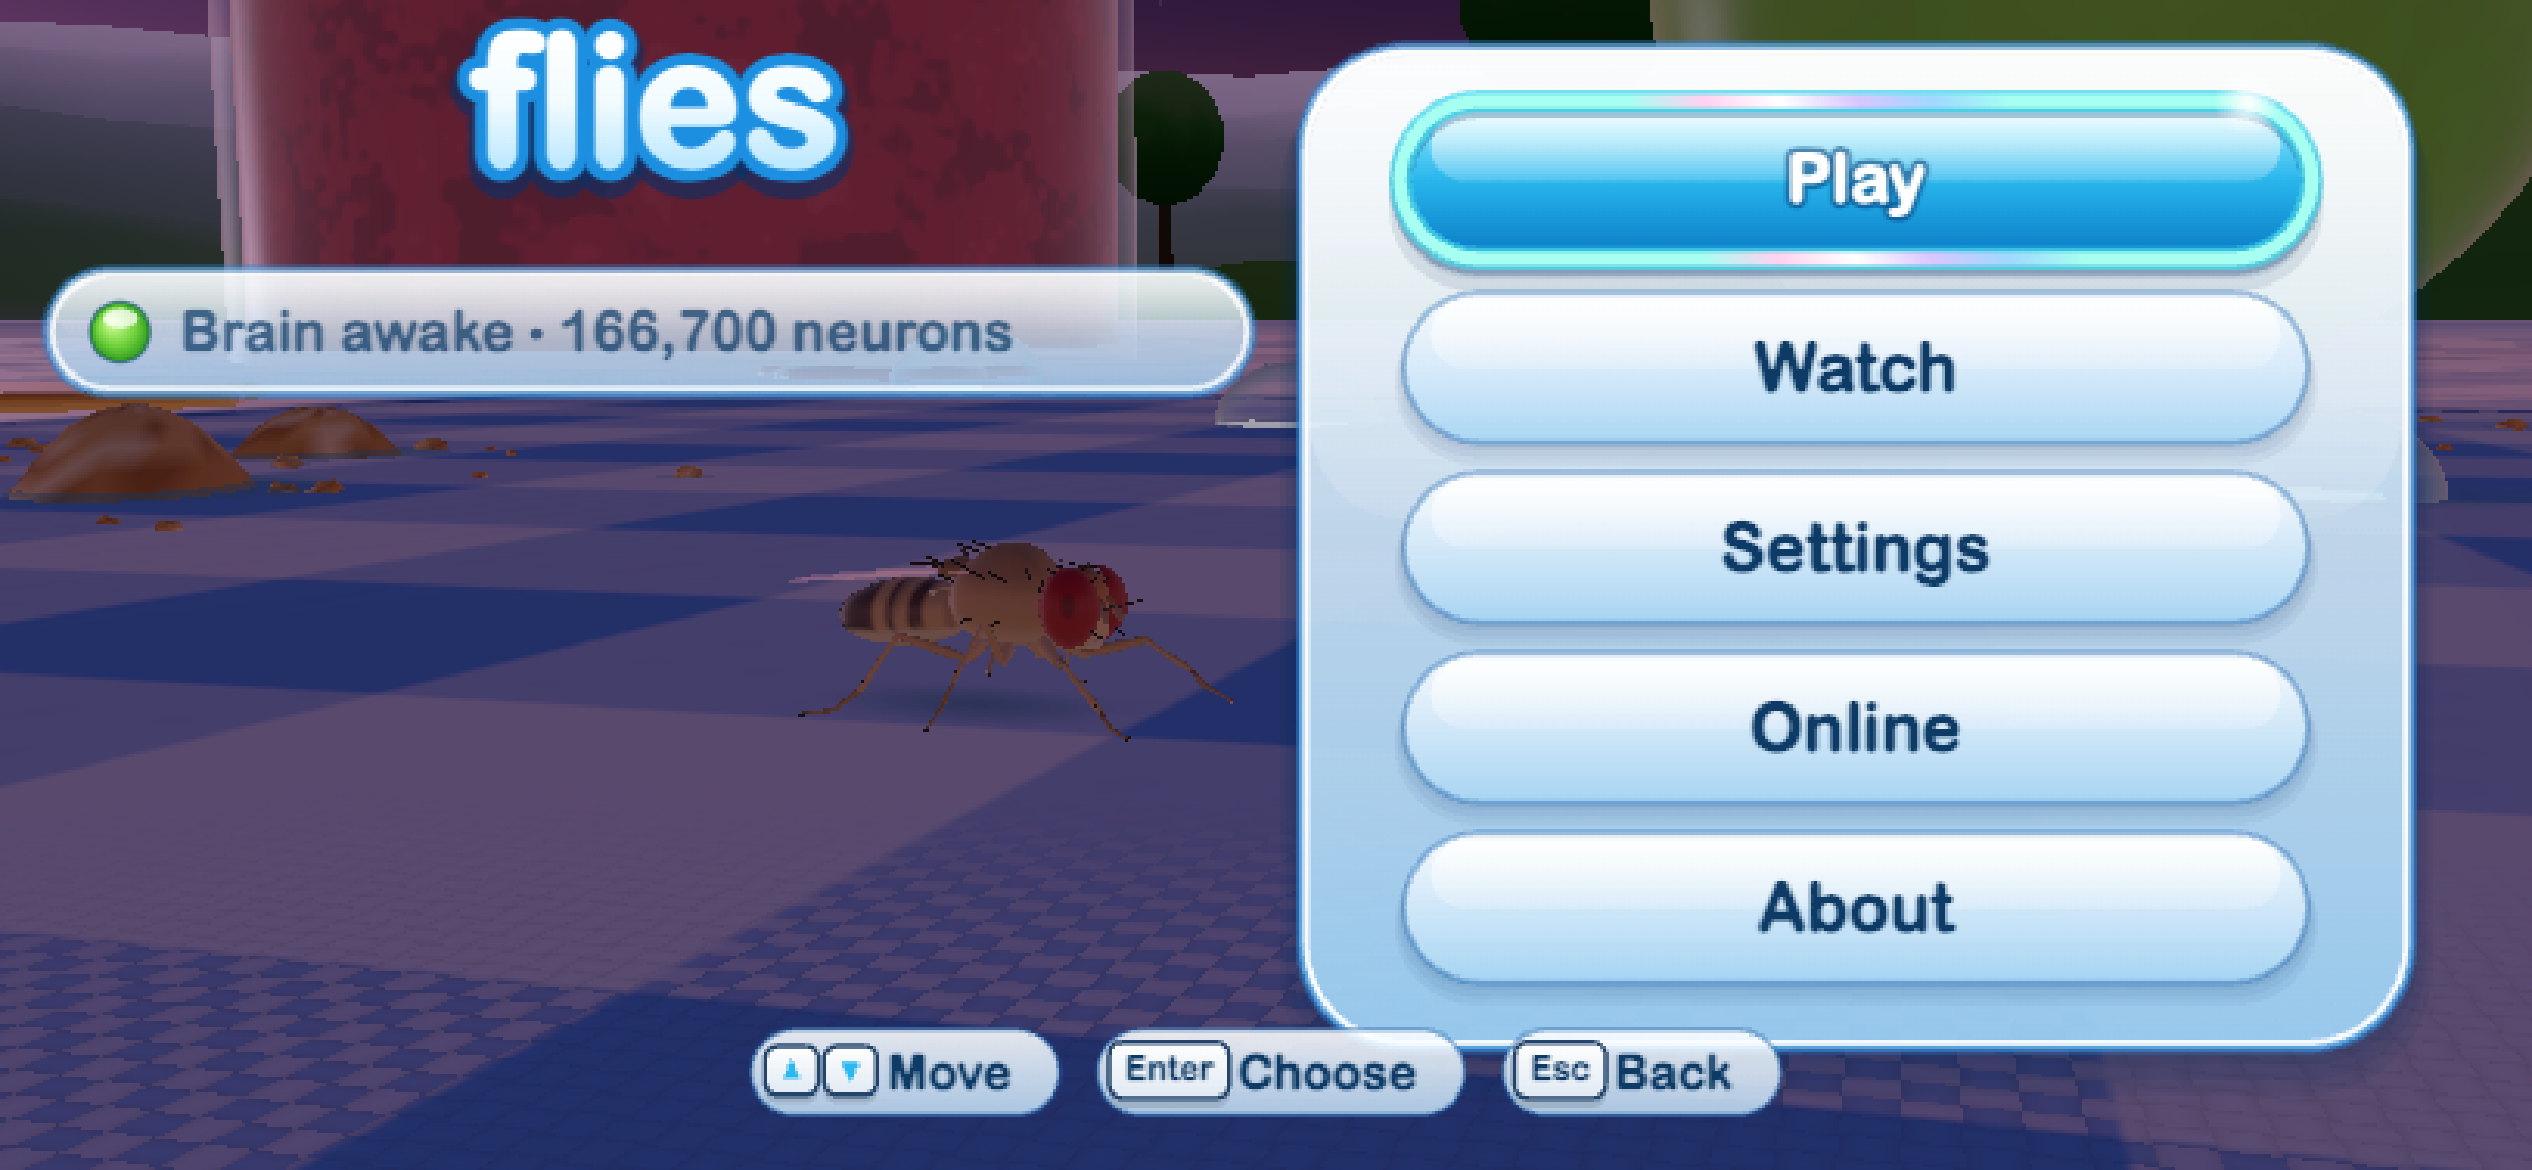 flies
Brain awake · 166,700 neurons
Play
Watch
Settings
Online
About
▲ ▼ Move
Enter Choose
Esc Back